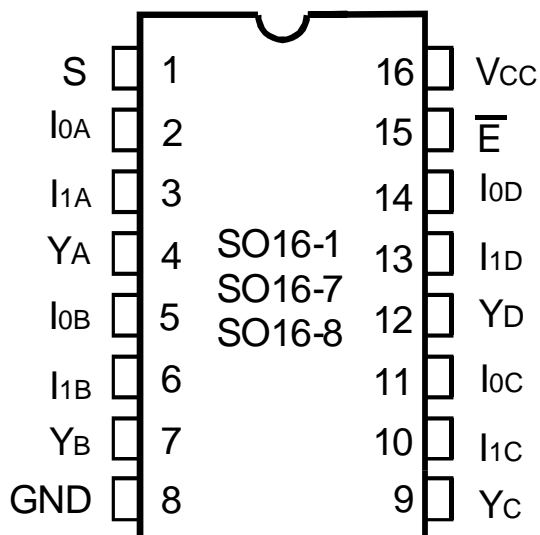 S 1 16 VCC
I0A 2 15 E̅
I1A 3 14 I0D
YA 4 SO16-1 13 I1D
SO16-7
I0B 5 SO16-8 12 YD
I1B 6 11 I0C
YB 7 10 I1C
GND 8 9 YC